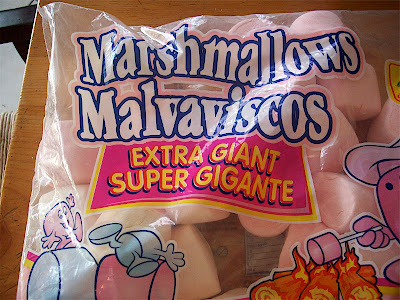 Marshmallows
Malvaviscos
EXTRA GIANT
SUPER GIGANTE